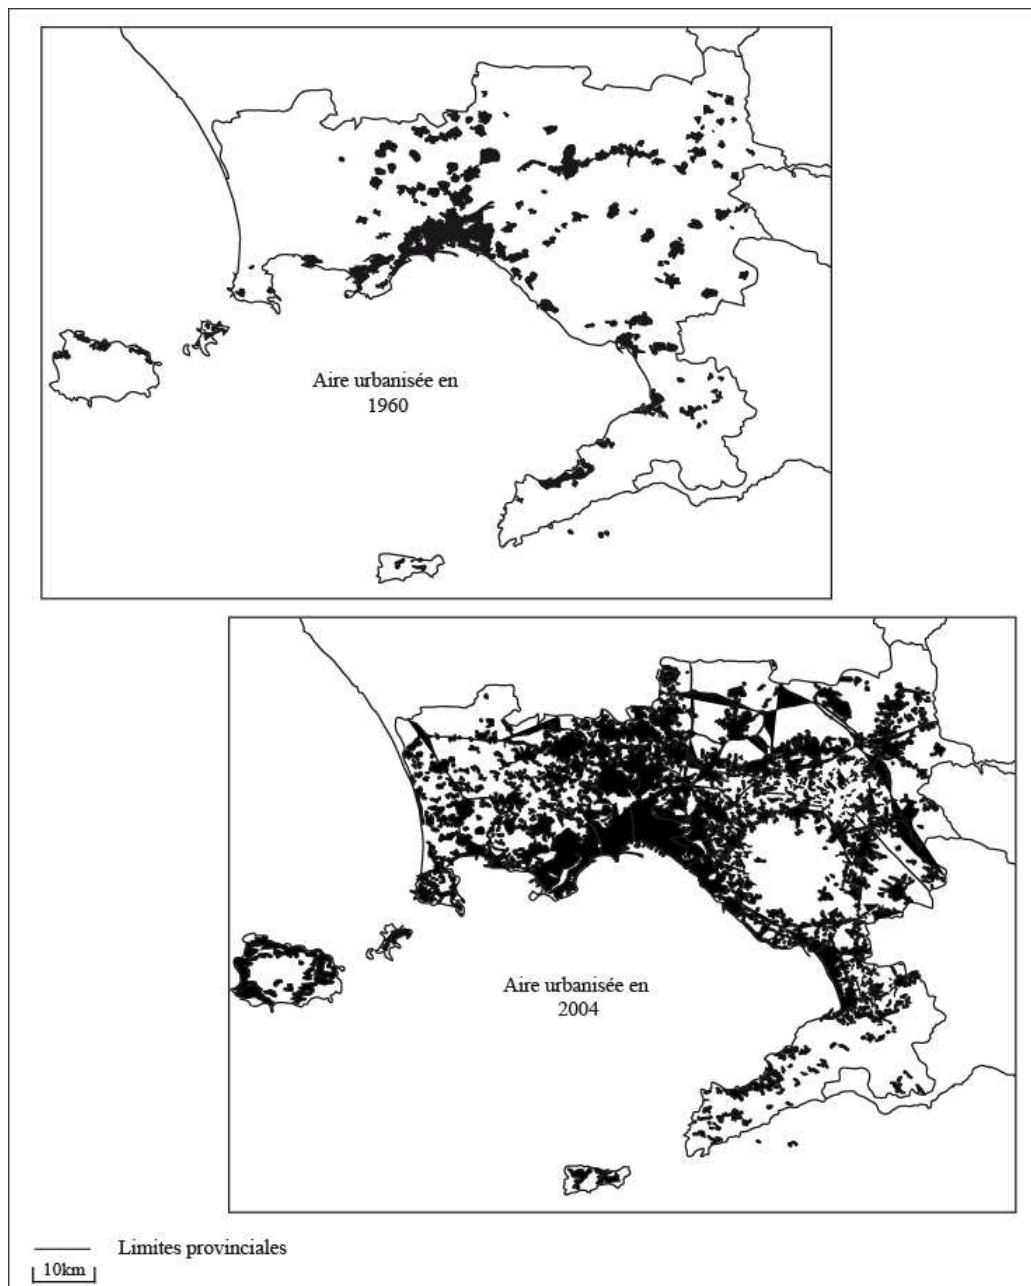 Aire urbanisée en
1960
Aire urbanisée en
2004
Limites provinciales
10km